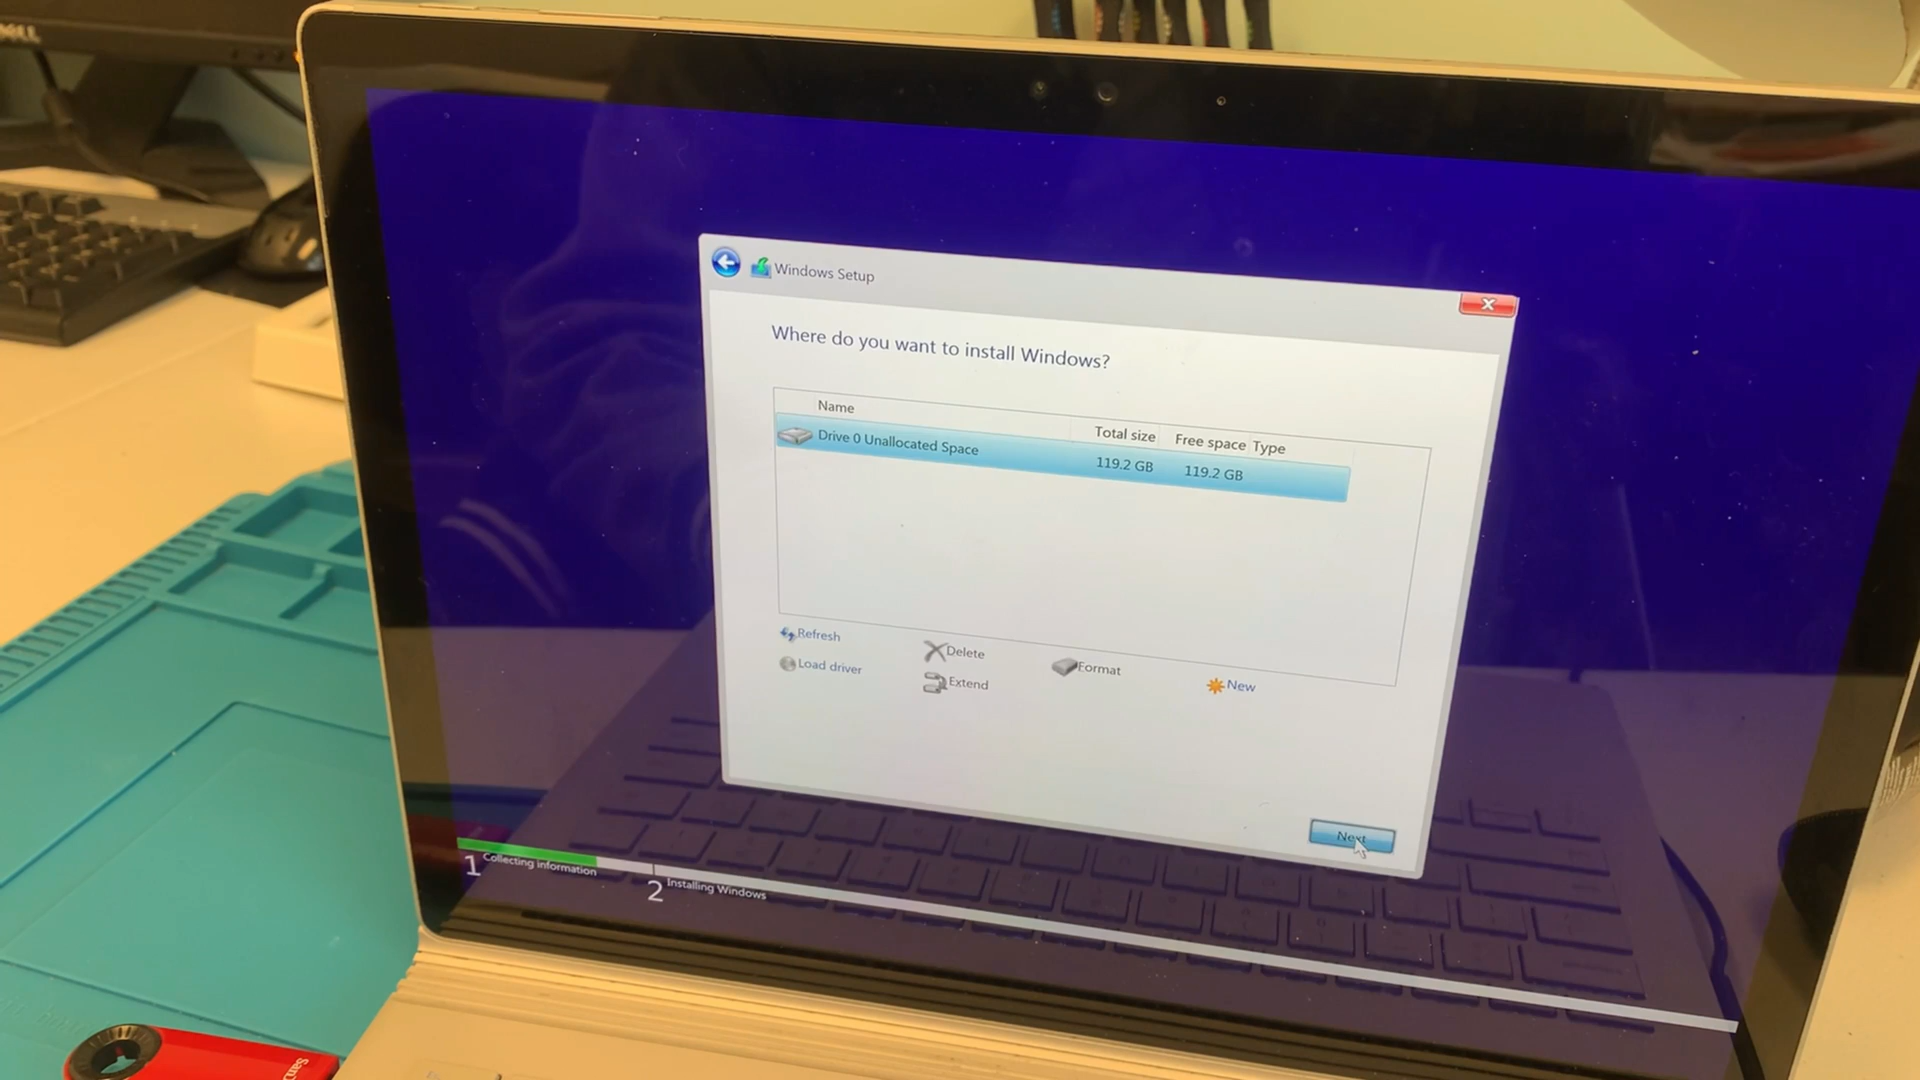 Windows Setup
Where do you want to install Windows?
Name Total size Free space Type
Drive 0 Unallocated Space 119.2 GB 119.2 GB
Refresh Delete Format New
Load driver Extend
Next
1 Collecting information 2 Installing Windows